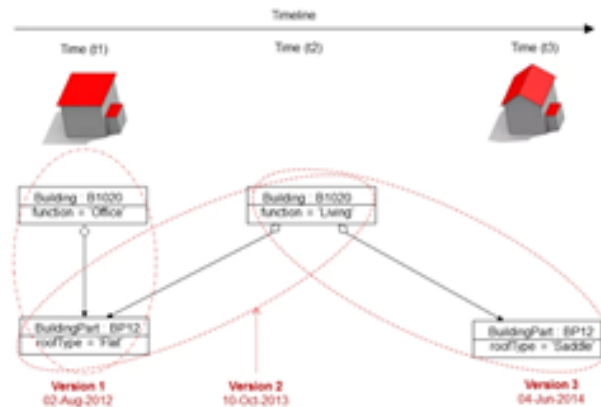 Timeline
Time (t1)
Time (t2)
Time (t3)
Building : B1020
function = 'Office'
Building : B1020
function = 'Living'
BuildingPart : BP12
roofType = 'Flat'
BuildingPart : BP12
roofType = 'Saddle'
Version 1
02-Aug-2012
Version 2
10-Oct-2013
Version 3
04-Jun-2014